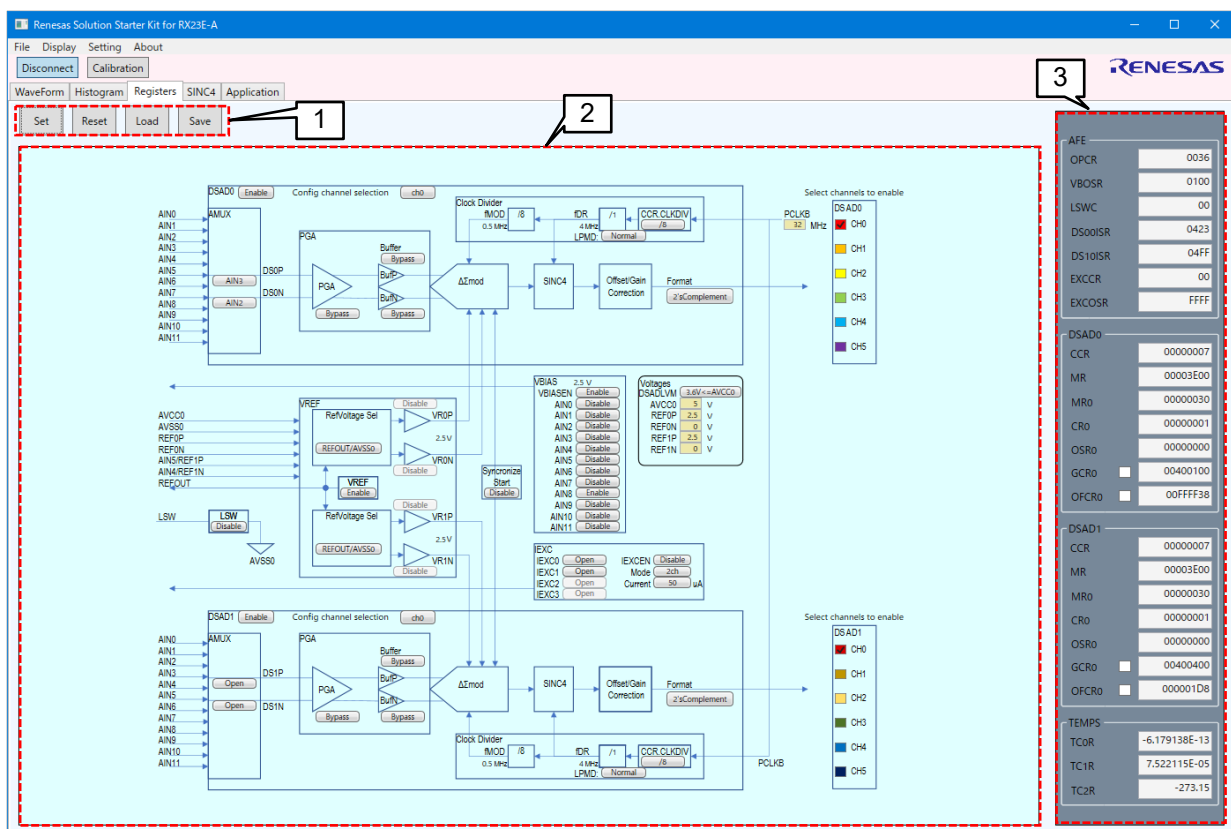 Renesas Solution Starter Kit for RX23E-A
File Display Setting About
Disconnect Calibration
RENESAS
WaveForm Histogram Registers SINC4 Application
Set Reset Load Save
1
2
3
DSAD0 Enable Config channel selection ch0
Select channels to enable
AIN0
AIN1
AIN2
AIN3
AIN4
AIN5
AIN6
AIN7
AIN8
AIN9
AIN10
AIN11
AMUX
AIN3
AIN2
DS0P
DS0N
PGA
PGA
Bypass
Buffer
Bypass
BufP
BufN
Bypass
Clock Divider
fMOD /8 fDR /1 CCR.CLKDIV
0.5 MHz 4 MHz /8
LPMD: Normal
PCLKB
32 MHz
ΔΣmod
SINC4
Offset/Gain
Correction
Format
2'sComplement
DSAD0
CH0
CH1
CH2
CH3
CH4
CH5
AVCC0
AVSS0
REF0P
REF0N
AIN5/REF1P
AIN4/REF1N
REFOUT
VREF
RefVoltage Sel
REFOUT/AVSS0
Disable
VR0P
2.5 V
VR0N
Disable
VREF
Enable
RefVoltage Sel
REFOUT/AVSS0
Disable
VR1P
2.5 V
VR1N
Disable
LSW
LSW
Disable
AVSS0
Syncronize
Start
Disable
VBIAS 2.5 V
VBIASEN Enable
AIN0 Disable
AIN1 Disable
AIN2 Disable
AIN3 Disable
AIN4 Disable
AIN5 Disable
AIN6 Disable
AIN7 Disable
AIN8 Enable
AIN9 Disable
AIN10 Disable
AIN11 Disable
Voltages
DSADLVM 3.6V<=AVCC0
AVCC0 5 V
REF0P 2.5 V
REF0N 0 V
REF1P 2.5 V
REF1N 0 V
IEXC
IEXC0 Open IEXCEN Disable
IEXC1 Open Mode 2ch
IEXC2 Open Current 50 uA
IEXC3 Open
DSAD1 Enable Config channel selection ch0
Select channels to enable
AIN0
AIN1
AIN2
AIN3
AIN4
AIN5
AIN6
AIN7
AIN8
AIN9
AIN10
AIN11
AMUX
Open
Open
DS1P
DS1N
PGA
PGA
Bypass
Buffer
Bypass
BufP
BufN
Bypass
ΔΣmod
SINC4
Offset/Gain
Correction
Format
2'sComplement
Clock Divider
fMOD /8 fDR /1 CCR.CLKDIV
0.5 MHz 4 MHz /8
LPMD: Normal
PCLKB
DSAD1
CH0
CH1
CH2
CH3
CH4
CH5
AFE
OPCR 0036
VBOSR 0100
LSWC 00
DS00ISR 0423
DS10ISR 04FF
EXCCR 00
EXCOSR FFFF
DSAD0
CCR 00000007
MR 00003E00
MR0 00000030
CR0 00000001
OSR0 00000000
GCR0 00400100
OFCR0 00FFFF38
DSAD1
CCR 00000007
MR 00003E00
MR0 00000030
CR0 00000001
OSR0 00000000
GCR0 00400400
OFCR0 000001D8
TEMPS
TC0R -6.179138E-13
TC1R 7.522115E-05
TC2R -273.15